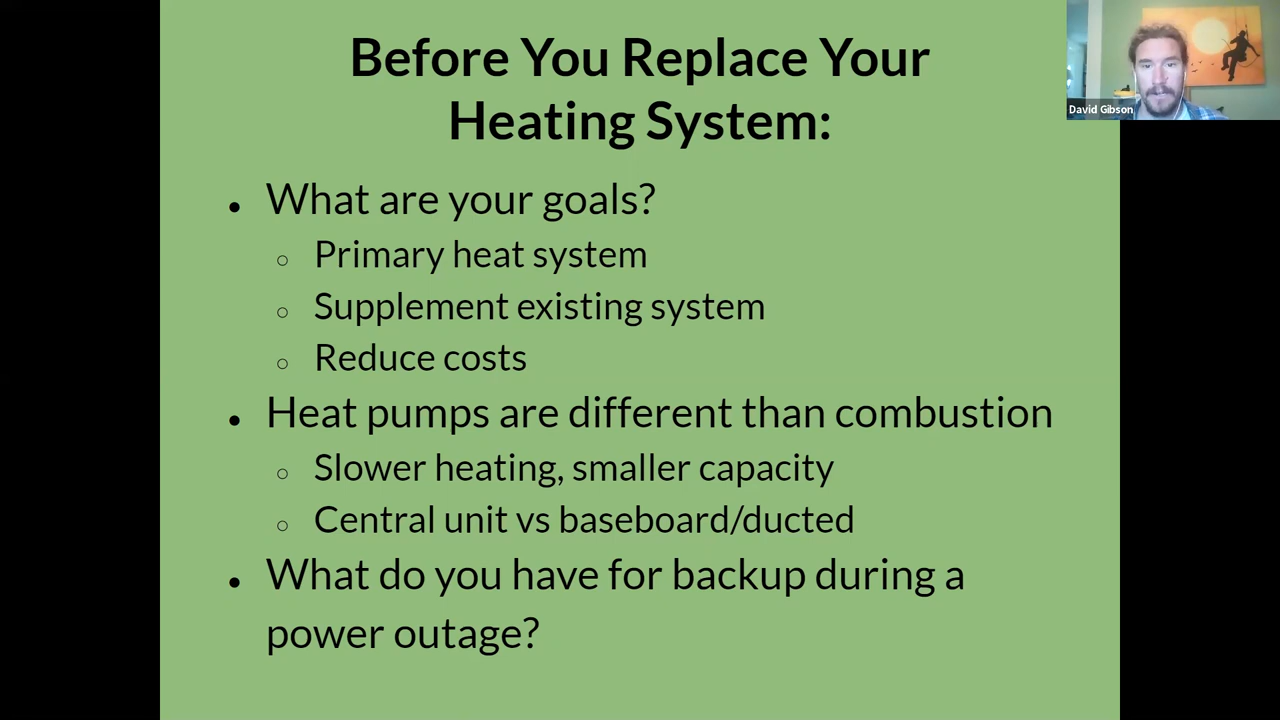 Before You Replace Your
Heating System:
David Gibson
● What are your goals?
○ Primary heat system
○ Supplement existing system
○ Reduce costs
● Heat pumps are different than combustion
○ Slower heating, smaller capacity
○ Central unit vs baseboard/ducted
● What do you have for backup during a
power outage?